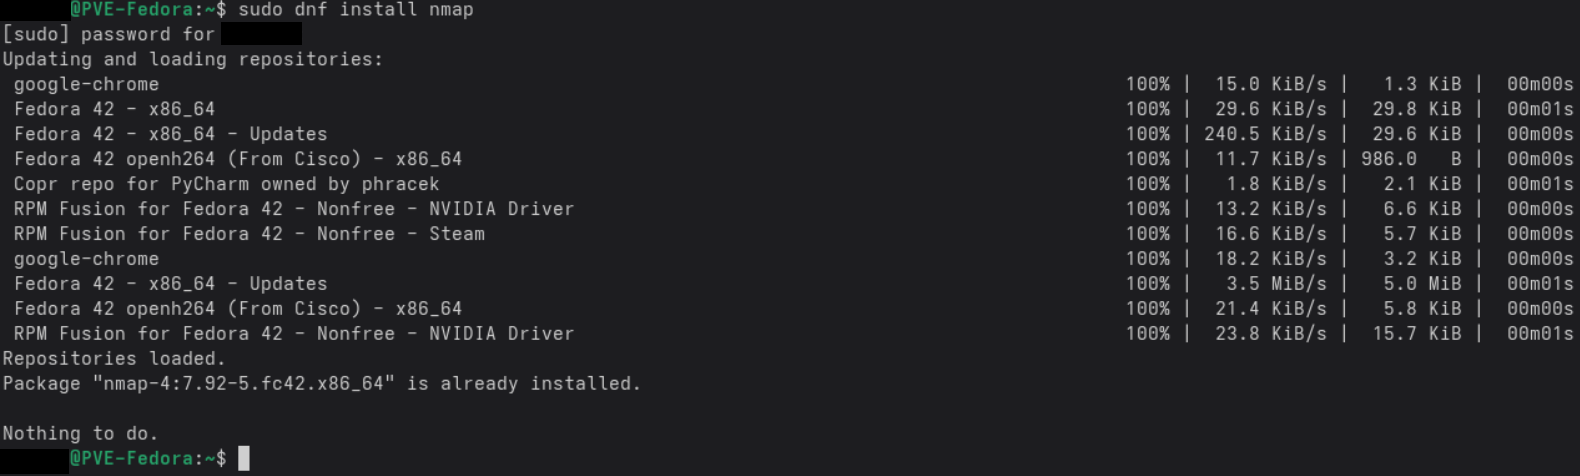 @PVE-Fedora:~$ sudo dnf install nmap
[sudo] password for
Updating and loading repositories:
google-chrome 100% | 15.0 KiB/s | 1.3 KiB | 00m00s
Fedora 42 - x86_64 100% | 29.6 KiB/s | 29.8 KiB | 00m01s
Fedora 42 - x86_64 - Updates 100% | 240.5 KiB/s | 29.6 KiB | 00m00s
Fedora 42 openh264 (From Cisco) - x86_64 100% | 11.7 KiB/s | 986.0 B | 00m00s
Copr repo for PyCharm owned by phracek 100% | 1.8 KiB/s | 2.1 KiB | 00m01s
RPM Fusion for Fedora 42 - Nonfree - NVIDIA Driver 100% | 13.2 KiB/s | 6.6 KiB | 00m00s
RPM Fusion for Fedora 42 - Nonfree - Steam 100% | 16.6 KiB/s | 5.7 KiB | 00m00s
google-chrome 100% | 18.2 KiB/s | 3.2 KiB | 00m00s
Fedora 42 - x86_64 - Updates 100% | 3.5 MiB/s | 5.0 MiB | 00m01s
Fedora 42 openh264 (From Cisco) - x86_64 100% | 21.4 KiB/s | 5.8 KiB | 00m00s
RPM Fusion for Fedora 42 - Nonfree - NVIDIA Driver 100% | 23.8 KiB/s | 15.7 KiB | 00m01s
Repositories loaded.
Package "nmap-4:7.92-5.fc42.x86_64" is already installed.
Nothing to do.
@PVE-Fedora:~$